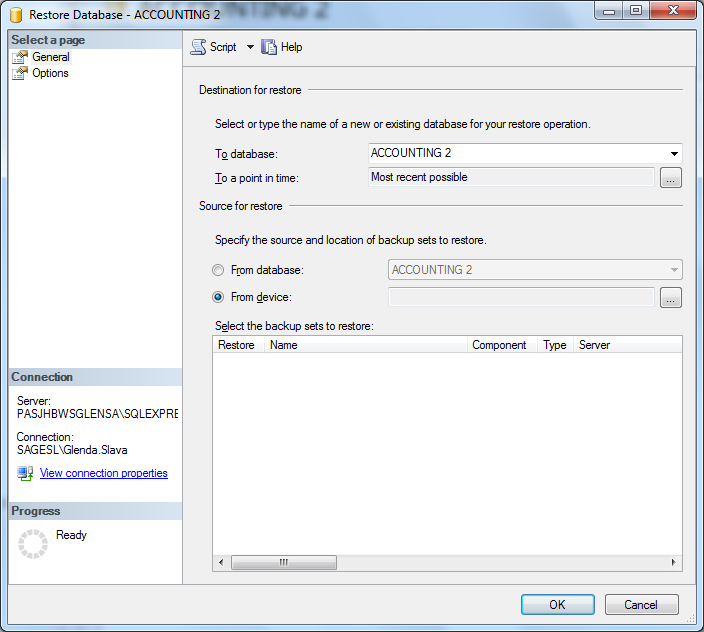 Restore Database - ACCOUNTING 2
Select a page
General
Options
Script
Help
Destination for restore
Select or type the name of a new or existing database for your restore operation.
To database:
ACCOUNTING 2
To a point in time:
Most recent possible
...
Source for restore
Specify the source and location of backup sets to restore.
From database:
ACCOUNTING 2
From device:
...
Select the backup sets to restore:
Restore Name Component Type Server
Connection
Server:
PASJHBWSGLENSA\SQLEXPRE
Connection:
SAGESL\Glenda.Slava
View connection properties
Progress
Ready
OK
Cancel